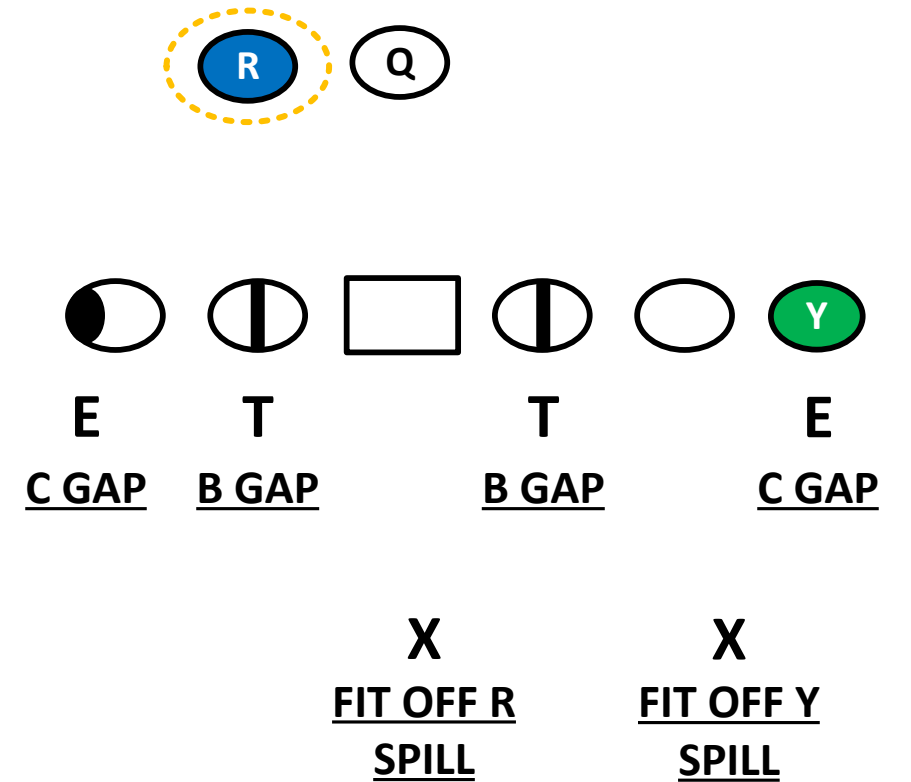 R Q
Y
E T T E
C GAP B GAP B GAP C GAP
X X
FIT OFF R FIT OFF Y
SPILL SPILL